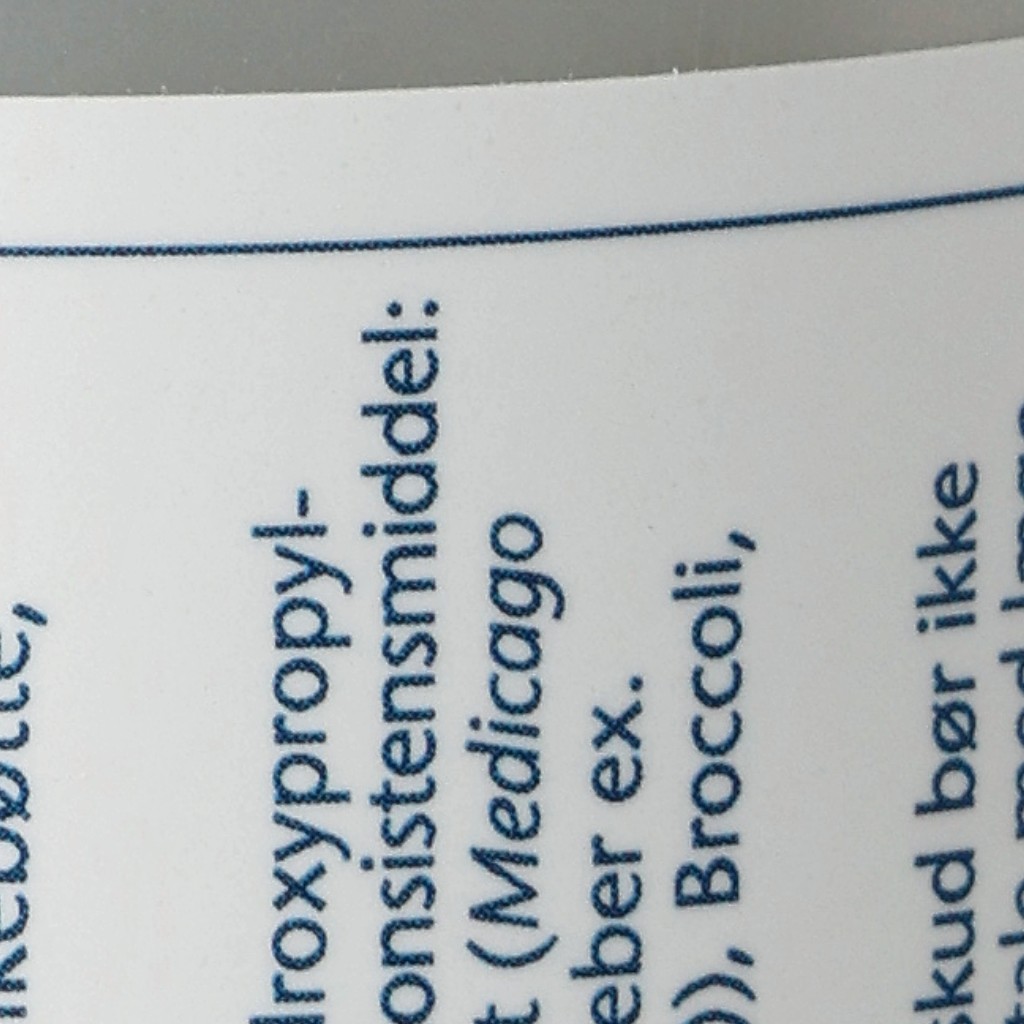 droxypropyl-
onsistensmiddel:
t (Medicago
eber ex.
)), Broccoli,
skud bør ikke